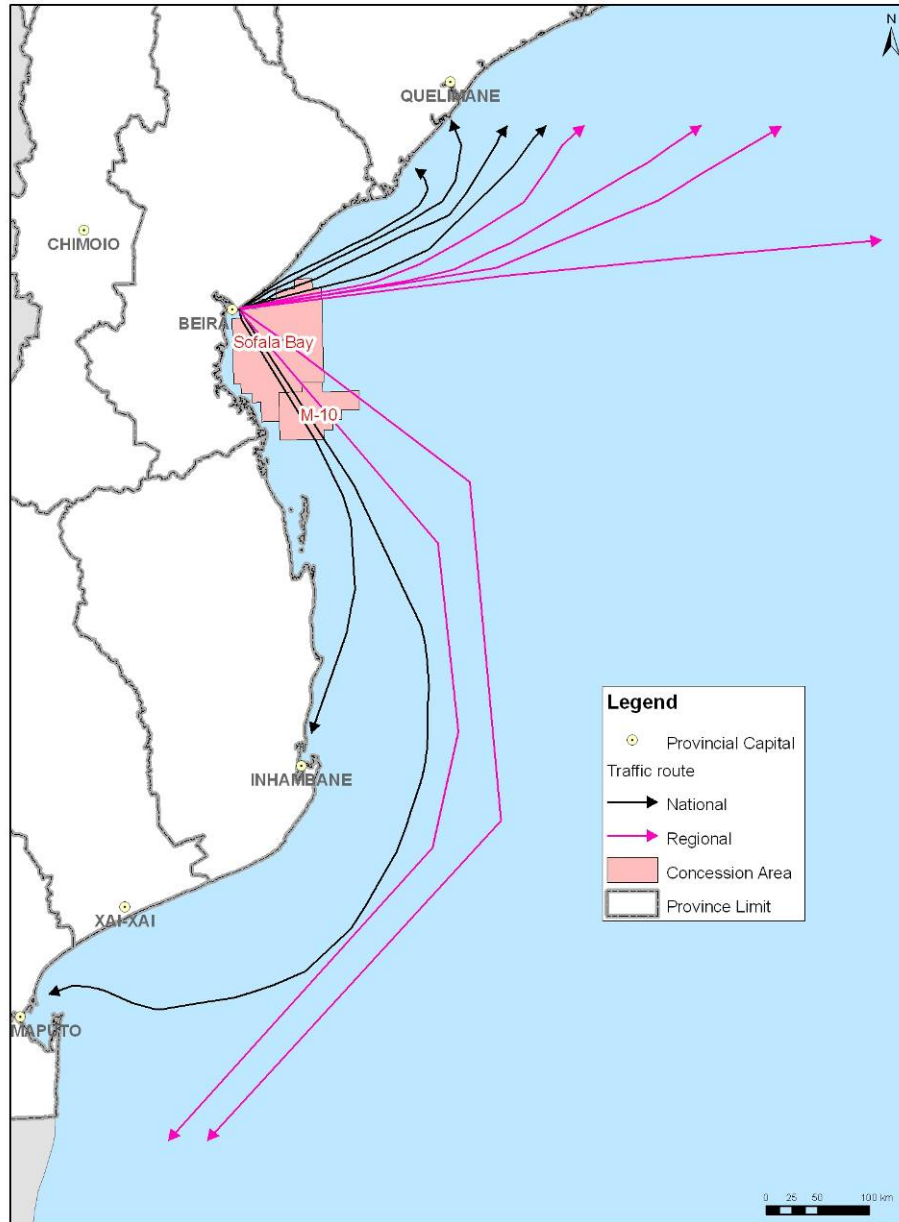 N
QUELIMANE
CHIMOIO
BEIRA
Sofala Bay
M-10
INHAMBANE
XAI-XAI
MAPUTO
Legend
Provincial Capital
Traffic route
National
Regional
Concession Area
Province Limit
0 25 50 100 km